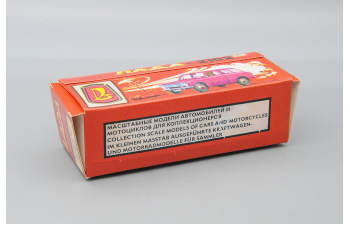 МАСШТАБНЫЕ МОДЕЛИ АВТОМОБИЛЕЙ И
МОТОЦИКЛОВ ДЛЯ КОЛЛЕКЦИОНЕРОВ
COLLECTION SCALE MODELS OF CARS AND MOTORCYCLES
IM KLEINEN MASSTAB AUSGEFÜHRTE KRAFTWAGEN-
UND MOTORRADMODELLE FÜR SAMMLER